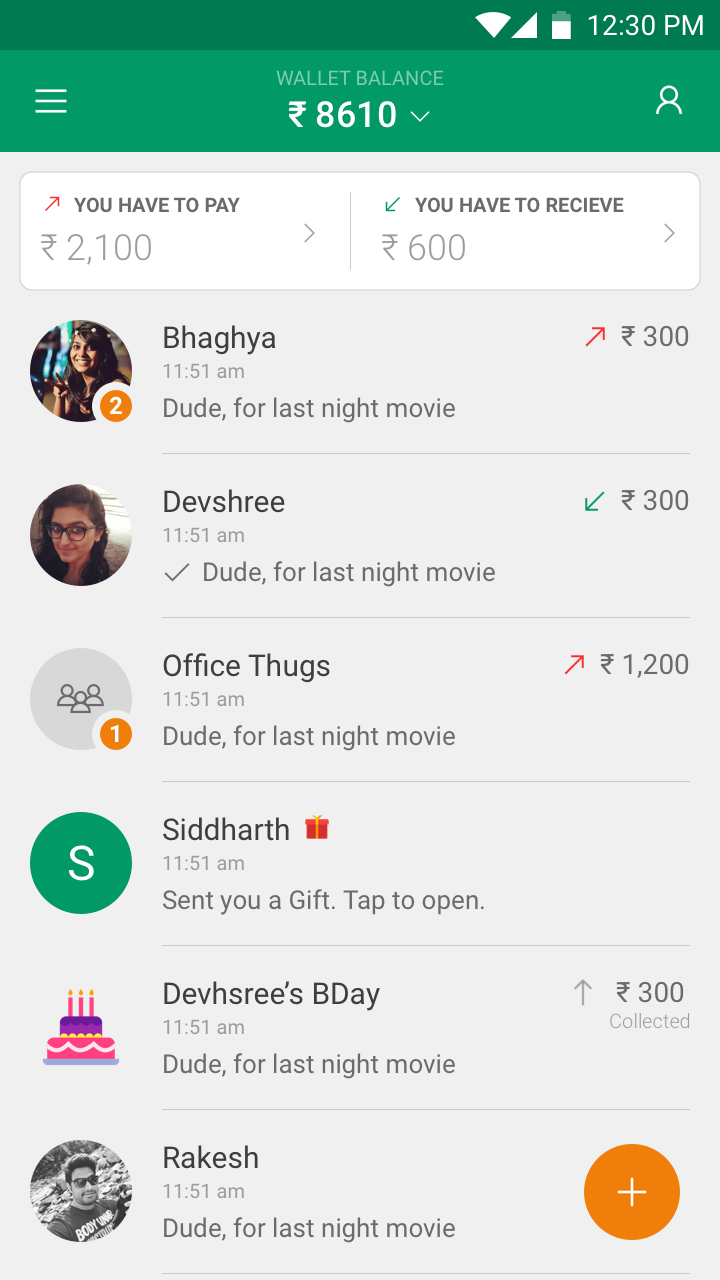 12:30 PM
WALLET BALANCE
₹ 8610
YOU HAVE TO PAY
₹ 2,100
YOU HAVE TO RECIEVE
₹ 600
Bhaghya
₹ 300
11:51 am
Dude, for last night movie
2
Devshree
₹ 300
11:51 am
Dude, for last night movie
Office Thugs
₹ 1,200
11:51 am
Dude, for last night movie
1
S
Siddharth
11:51 am
Sent you a Gift. Tap to open.
Devhsree’s BDay
₹ 300
11:51 am
Collected
Dude, for last night movie
Rakesh
11:51 am
Dude, for last night movie
BODY